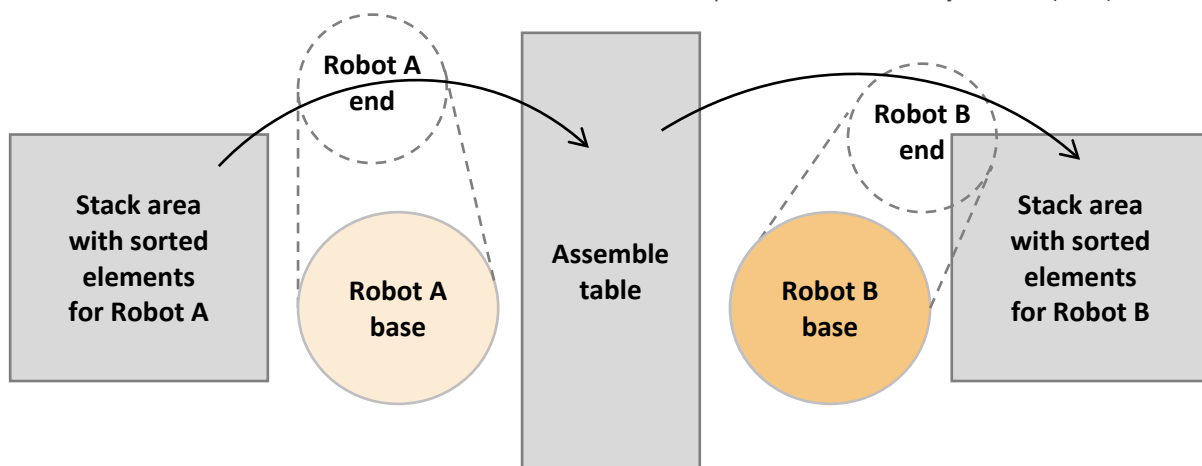 Robot A
end
Robot B
end
Stack area
with sorted
elements
for Robot A
Robot A
base
Assemble
table
Robot B
base
Stack area
with sorted
elements
for Robot B